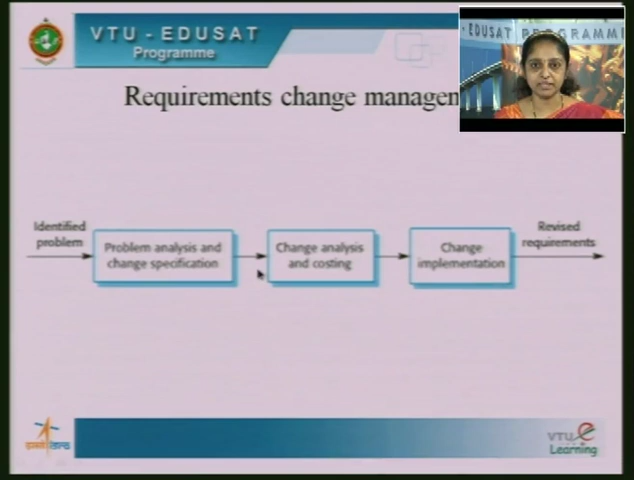 VTU - EDUSAT
Programme
EDUSAT PROGRAMM
Requirements change managem
Identified
problem
Problem analysis and
change specification
Change analysis
and costing
Change
implementation
Revised
requirements
VTU e
Learning